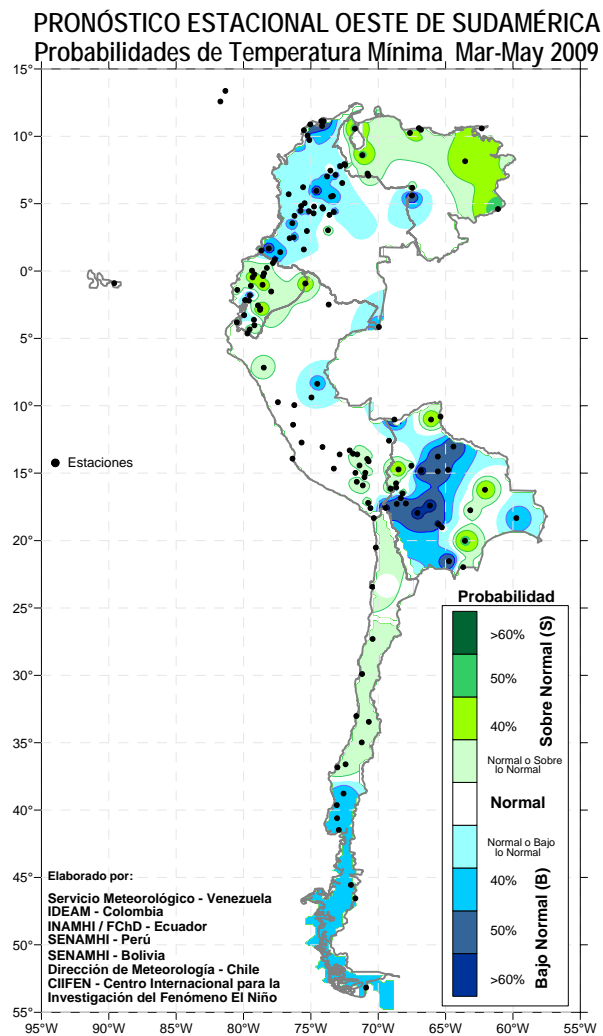 PRONÓSTICO ESTACIONAL OESTE DE SUDAMÉRICA
Probabilidades de Temperatura Mínima Mar-May 2009
15°
10°
5°
0°
5°
10°
15°
20°
25°
30°
35°
40°
45°
50°
55°
95°W
90°W
85°W
80°W
75°W
70°W
65°W
60°W
55°W
Estaciones
Probabilidad
>60%
50%
40%
Normal o Sobre
lo Normal
Normal
Normal o Bajo
lo Normal
40%
50%
>60%
Sobre Normal (S)
Bajo Normal (B)
Elaborado por:
Servicio Meteorológico - Venezuela
IDEAM - Colombia
INAMHI / FChD - Ecuador
SENAMHI - Perú
SENAMHI - Bolivia
Dirección de Meteorología - Chile
CIIFEN - Centro Internacional para la
Investigación del Fenómeno El Niño